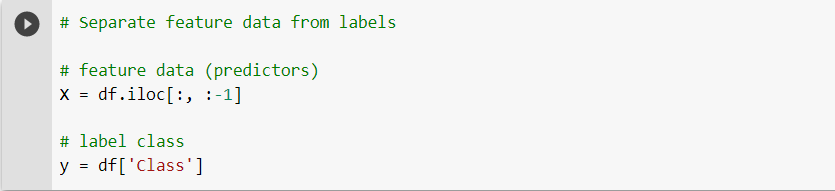 # Separate feature data from labels
# feature data (predictors)
X = df.iloc[:, :-1]
# label class
y = df['Class']